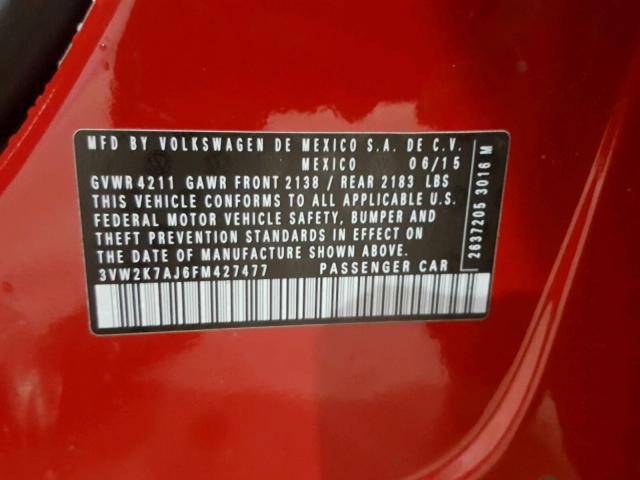 MFD BY VOLKSWAGEN DE MEXICO S.A. DE C.V.
MEXICO 06/15
GVWR 4211 GAWR FRONT 2138 / REAR 2183 LBS
THIS VEHICLE CONFORMS TO ALL APPLICABLE U.S.
FEDERAL MOTOR VEHICLE SAFETY, BUMPER AND
THEFT PREVENTION STANDARDS IN EFFECT ON
THE DATE OF MANUFACTURE SHOWN ABOVE.
3VW2K7AJ6FM427477 PASSENGER CAR
2637205 3016 M